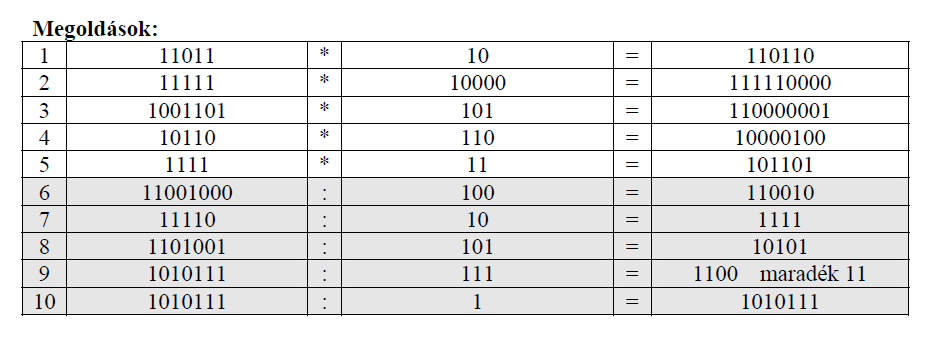 Megoldások:
1 11011 * 10 = 110110
2 11111 * 10000 = 111110000
3 1001101 * 101 = 110000001
4 10110 * 110 = 10000100
5 1111 * 11 = 101101
6 11001000 : 100 = 110010
7 11110 : 10 = 1111
8 1101001 : 101 = 10101
9 1010111 : 111 = 1100 maradék 11
10 1010111 : 1 = 1010111